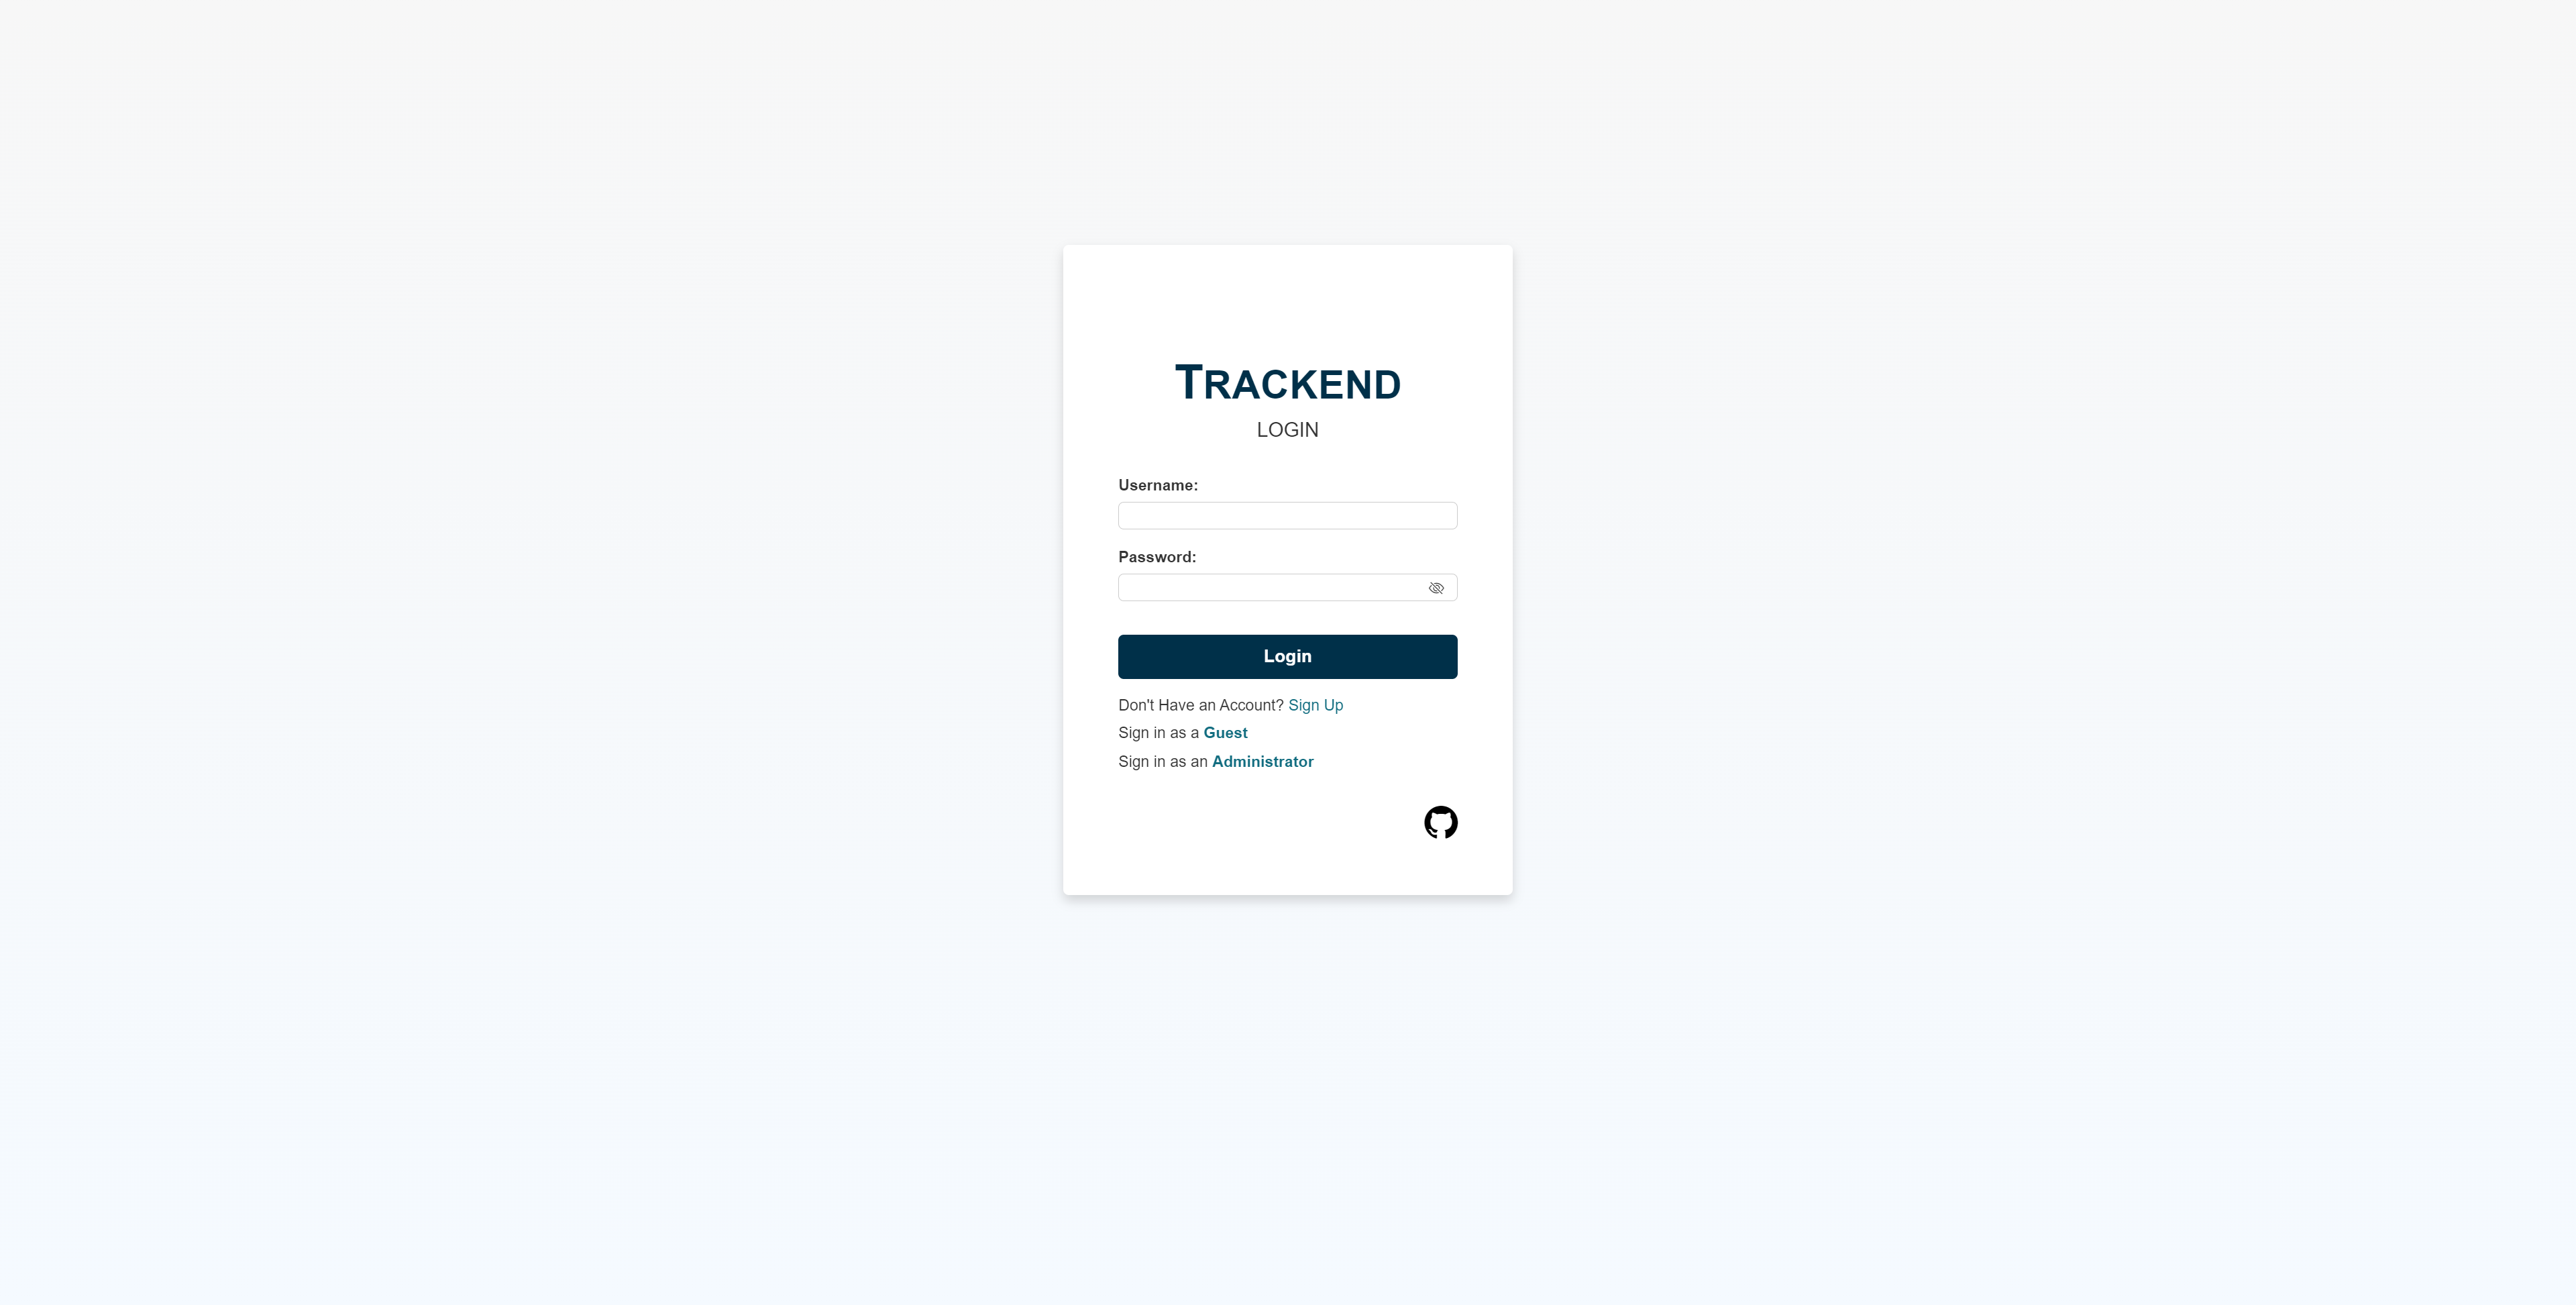 TRACKEND
LOGIN
Username:
Password:
Login
Don't Have an Account? Sign Up
Sign in as a Guest
Sign in as an Administrator